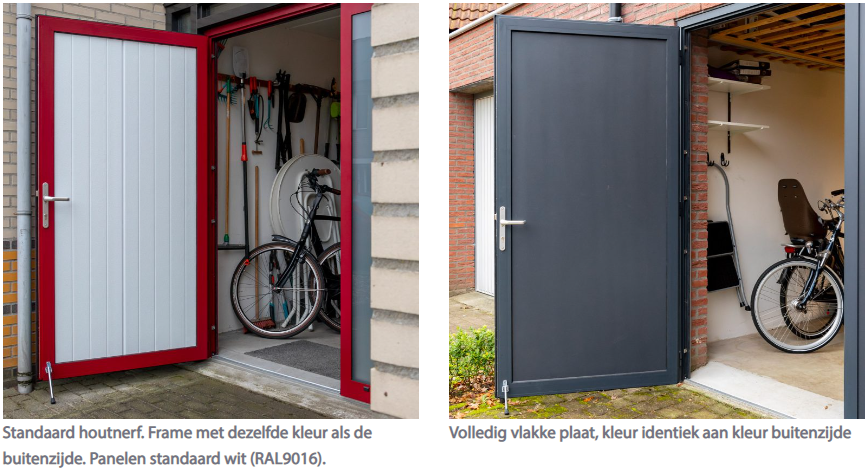 Standaard houtnerf. Frame met dezelfde kleur als de
buitenzijde. Panelen standaard wit (RAL9016).
Volledig vlakke plaat, kleur identiek aan kleur buitenzijde